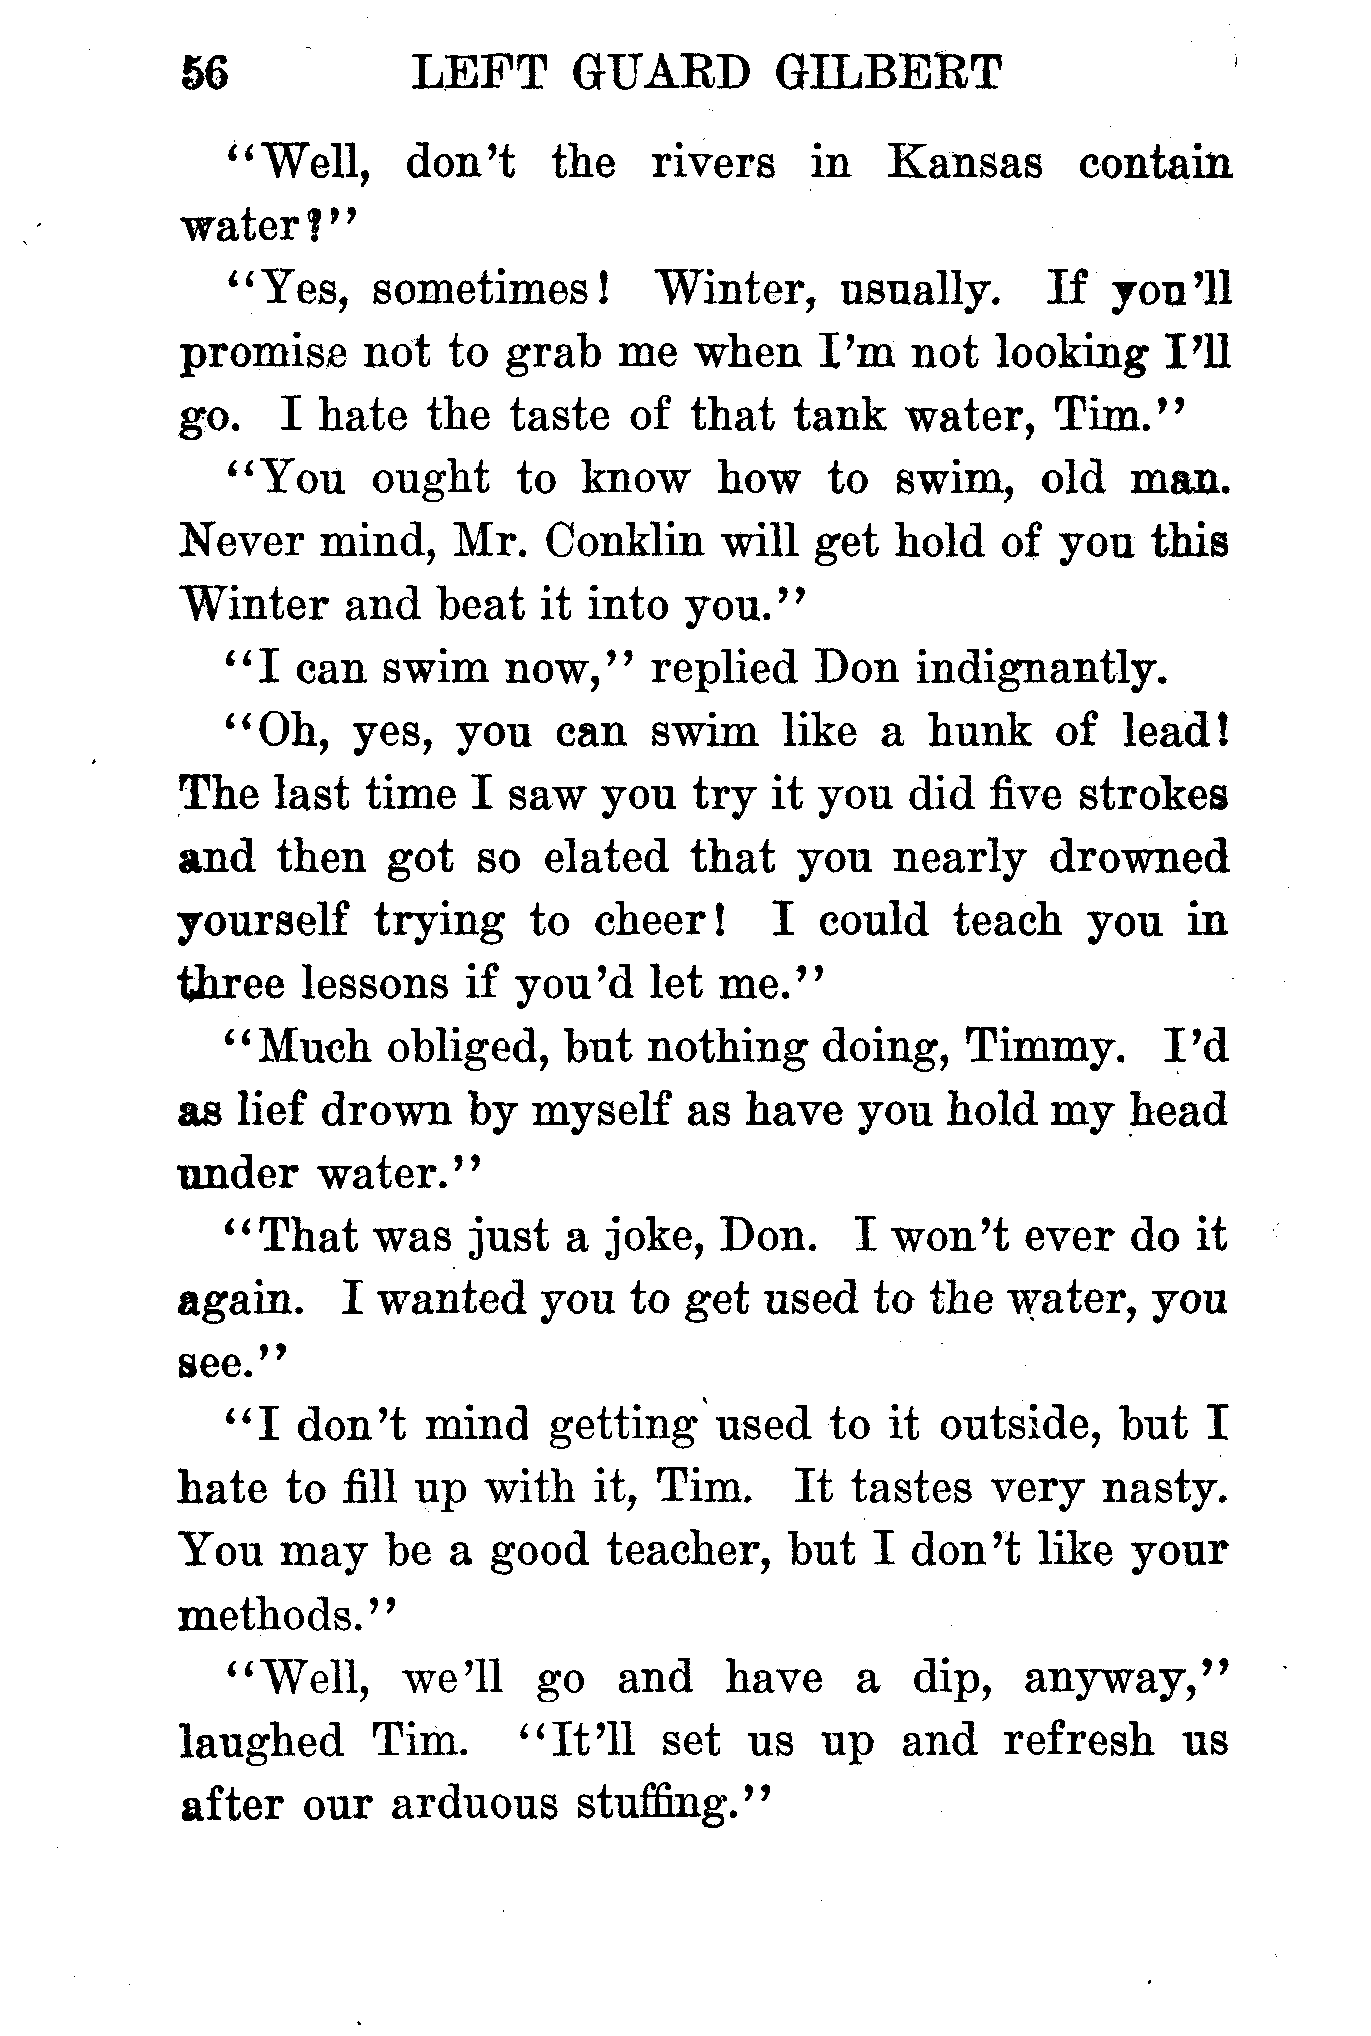 56 LEFT GUARD GILBERT
“Well, don’t the rivers in Kansas contain
water?”
“Yes, sometimes! Winter, usually. If you’ll
promise not to grab me when I’m not looking I’ll
go. I hate the taste of that tank water, Tim.”
“You ought to know how to swim, old man.
Never mind, Mr. Conklin will get hold of you this
Winter and beat it into you.”
“I can swim now,” replied Don indignantly.
“Oh, yes, you can swim like a hunk of lead!
The last time I saw you try it you did five strokes
and then got so elated that you nearly drowned
yourself trying to cheer! I could teach you in
three lessons if you’d let me.”
“Much obliged, but nothing doing, Timmy. I’d
as lief drown by myself as have you hold my head
under water.”
“That was just a joke, Don. I won’t ever do it
again. I wanted you to get used to the water, you
see.”
“I don’t mind getting used to it outside, but I
hate to fill up with it, Tim. It tastes very nasty.
You may be a good teacher, but I don’t like your
methods.”
“Well, we’ll go and have a dip, anyway,”
laughed Tim. “It’ll set us up and refresh us
after our arduous stuffing.”